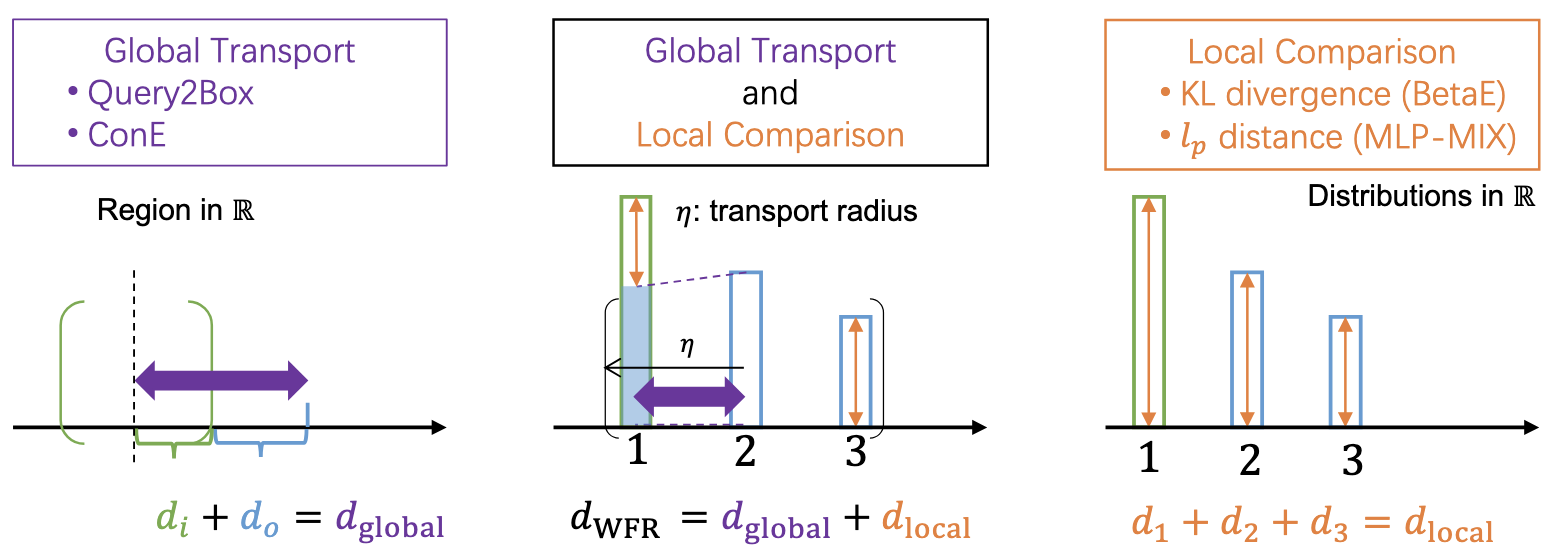 Global Transport
• Query2Box
• ConE
Region in ℝ
d_i + d_o = d_global
Global Transport
and
Local Comparison
η: transport radius
η
1 2 3
d_WFR = d_global + d_local
Local Comparison
• KL divergence (BetaE)
• l_p distance (MLP-MIX)
Distributions in ℝ
1 2 3
d_1 + d_2 + d_3 = d_local